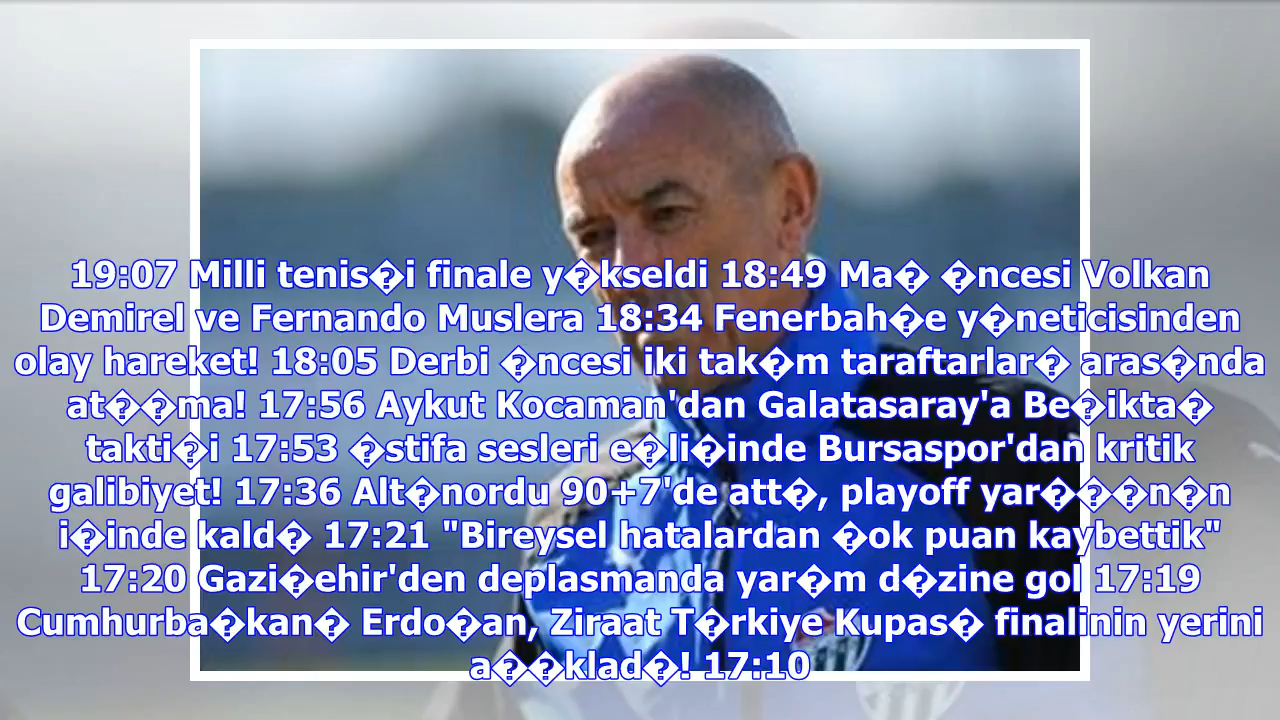 19:07 Milli tenis�i finale y�kseldi 18:49 Ma� �ncesi Volkan
Demirel ve Fernando Muslera 18:34 Fenerbah�e y�neticisinden
olay hareket! 18:05 Derbi �ncesi iki tak�m taraftarlar� aras�nda
at��ma! 17:56 Aykut Kocaman'dan Galatasaray'a Be�ikta�
takti�i 17:53 �stifa sesleri e�li�inde Bursaspor'dan kritik
galibiyet! 17:36 Alt�nordu 90+7'de att�, playoff yar���n�n
i�inde kald� 17:21 "Bireysel hatalardan �ok puan kaybettik"
17:20 Gazi�ehir'den deplasmanda yar�m d�zine gol 17:19
Cumhurba�kan� Erdo�an, Ziraat T�rkiye Kupas� finalinin yerini
a��klad�! 17:10